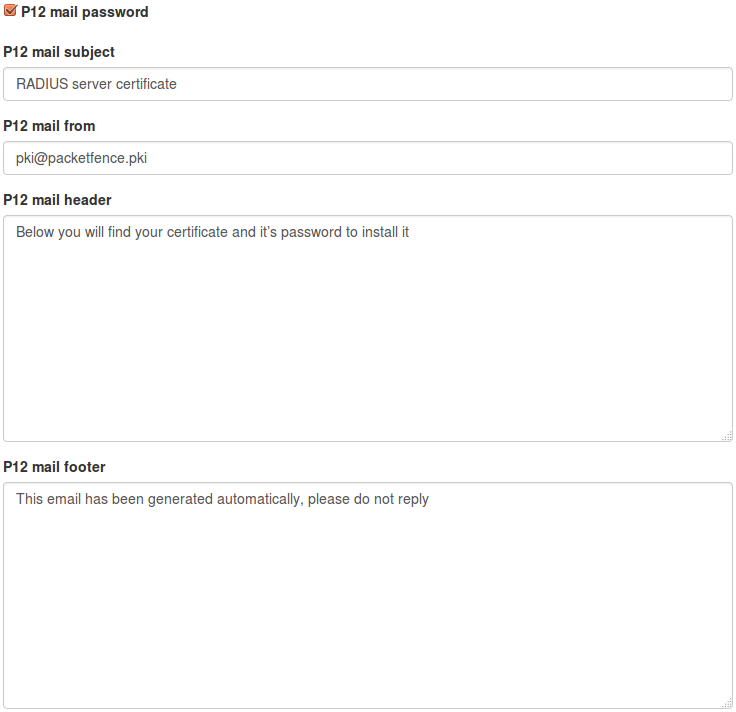 P12 mail password
P12 mail subject
RADIUS server certificate
P12 mail from
pki@packetfence.pki
P12 mail header
Below you will find your certificate and it's password to install it
P12 mail footer
This email has been generated automatically, please do not reply